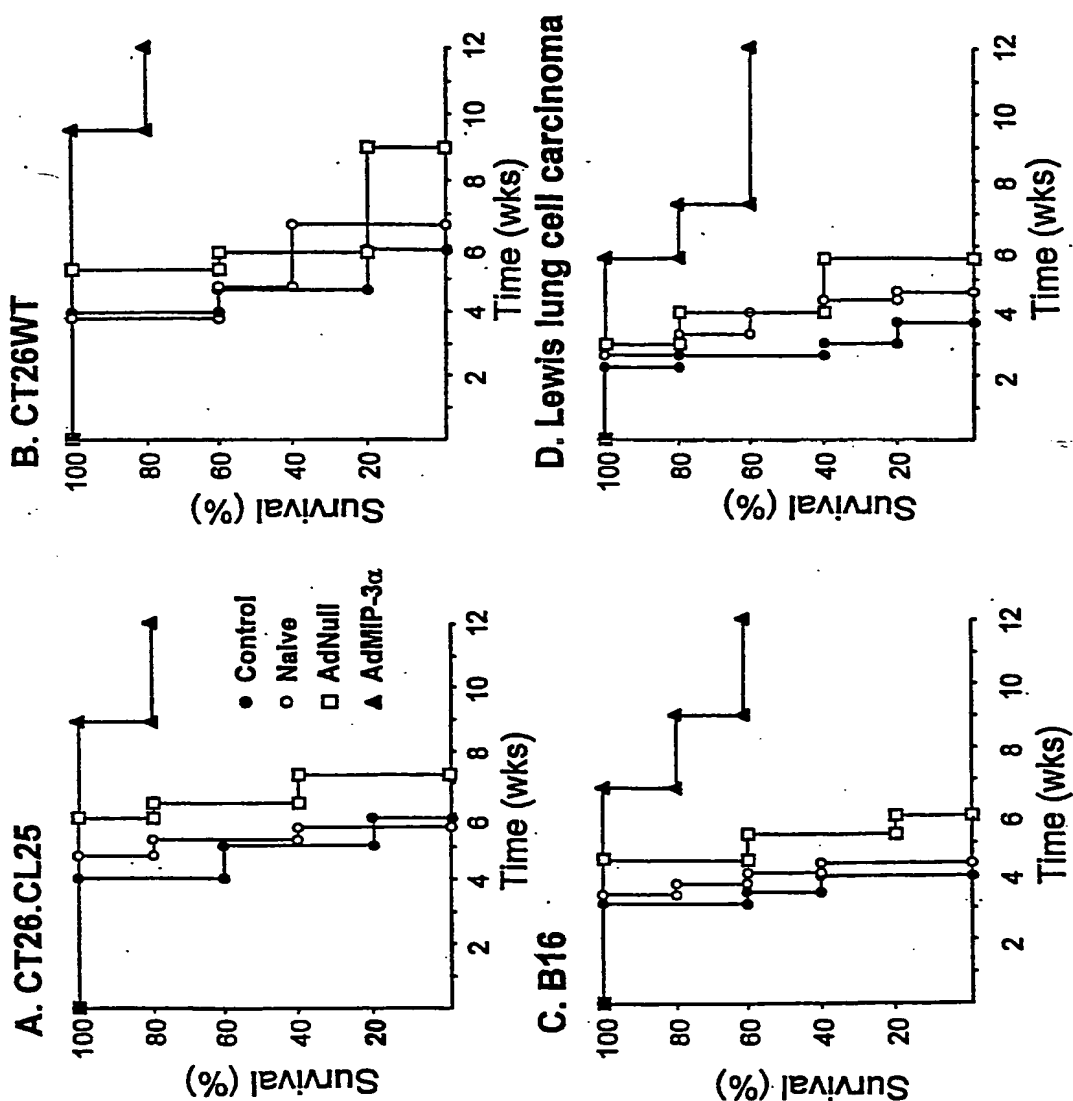 A. CT26.CL25
Survival (%)
100
80
60
40
20
2
4
6
8
10
12
Time (wks)
Control
Naive
AdNull
AdMIP-3α
B. CT26WT
Survival (%)
100
80
60
40
20
2
4
6
8
10
12
Time (wks)
C. B16
Survival (%)
100
80
60
40
20
2
4
6
8
10
12
Time (wks)
D. Lewis lung cell carcinoma
Survival (%)
100
80
60
40
20
2
4
6
8
10
12
Time (wks)